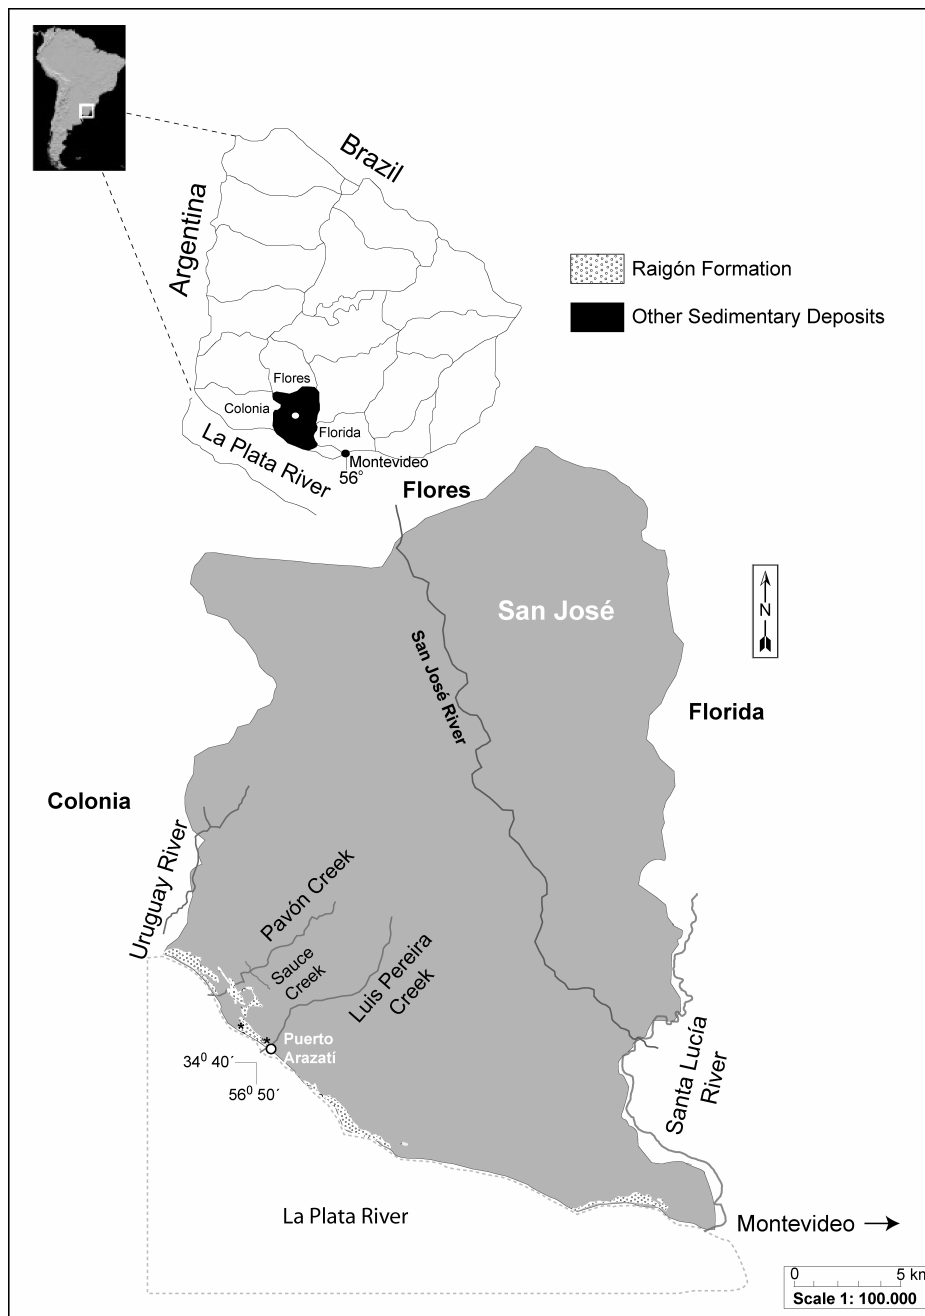 Brazil
Argentina
Raigón Formation
Other Sedimentary Deposits
Flores
Colonia
Florida
La Plata River
Montevideo
56°
Flores
San José
N
San José River
Florida
Colonia
Uruguay River
Pavón Creek
Sauce
Creek
Luis Pereira
Creek
*
*
Puerto
Arazatí
34⁰ 40´
56⁰ 50´
Santa Lucía
River
La Plata River
Montevideo
0 5 km
Scale 1: 100.000